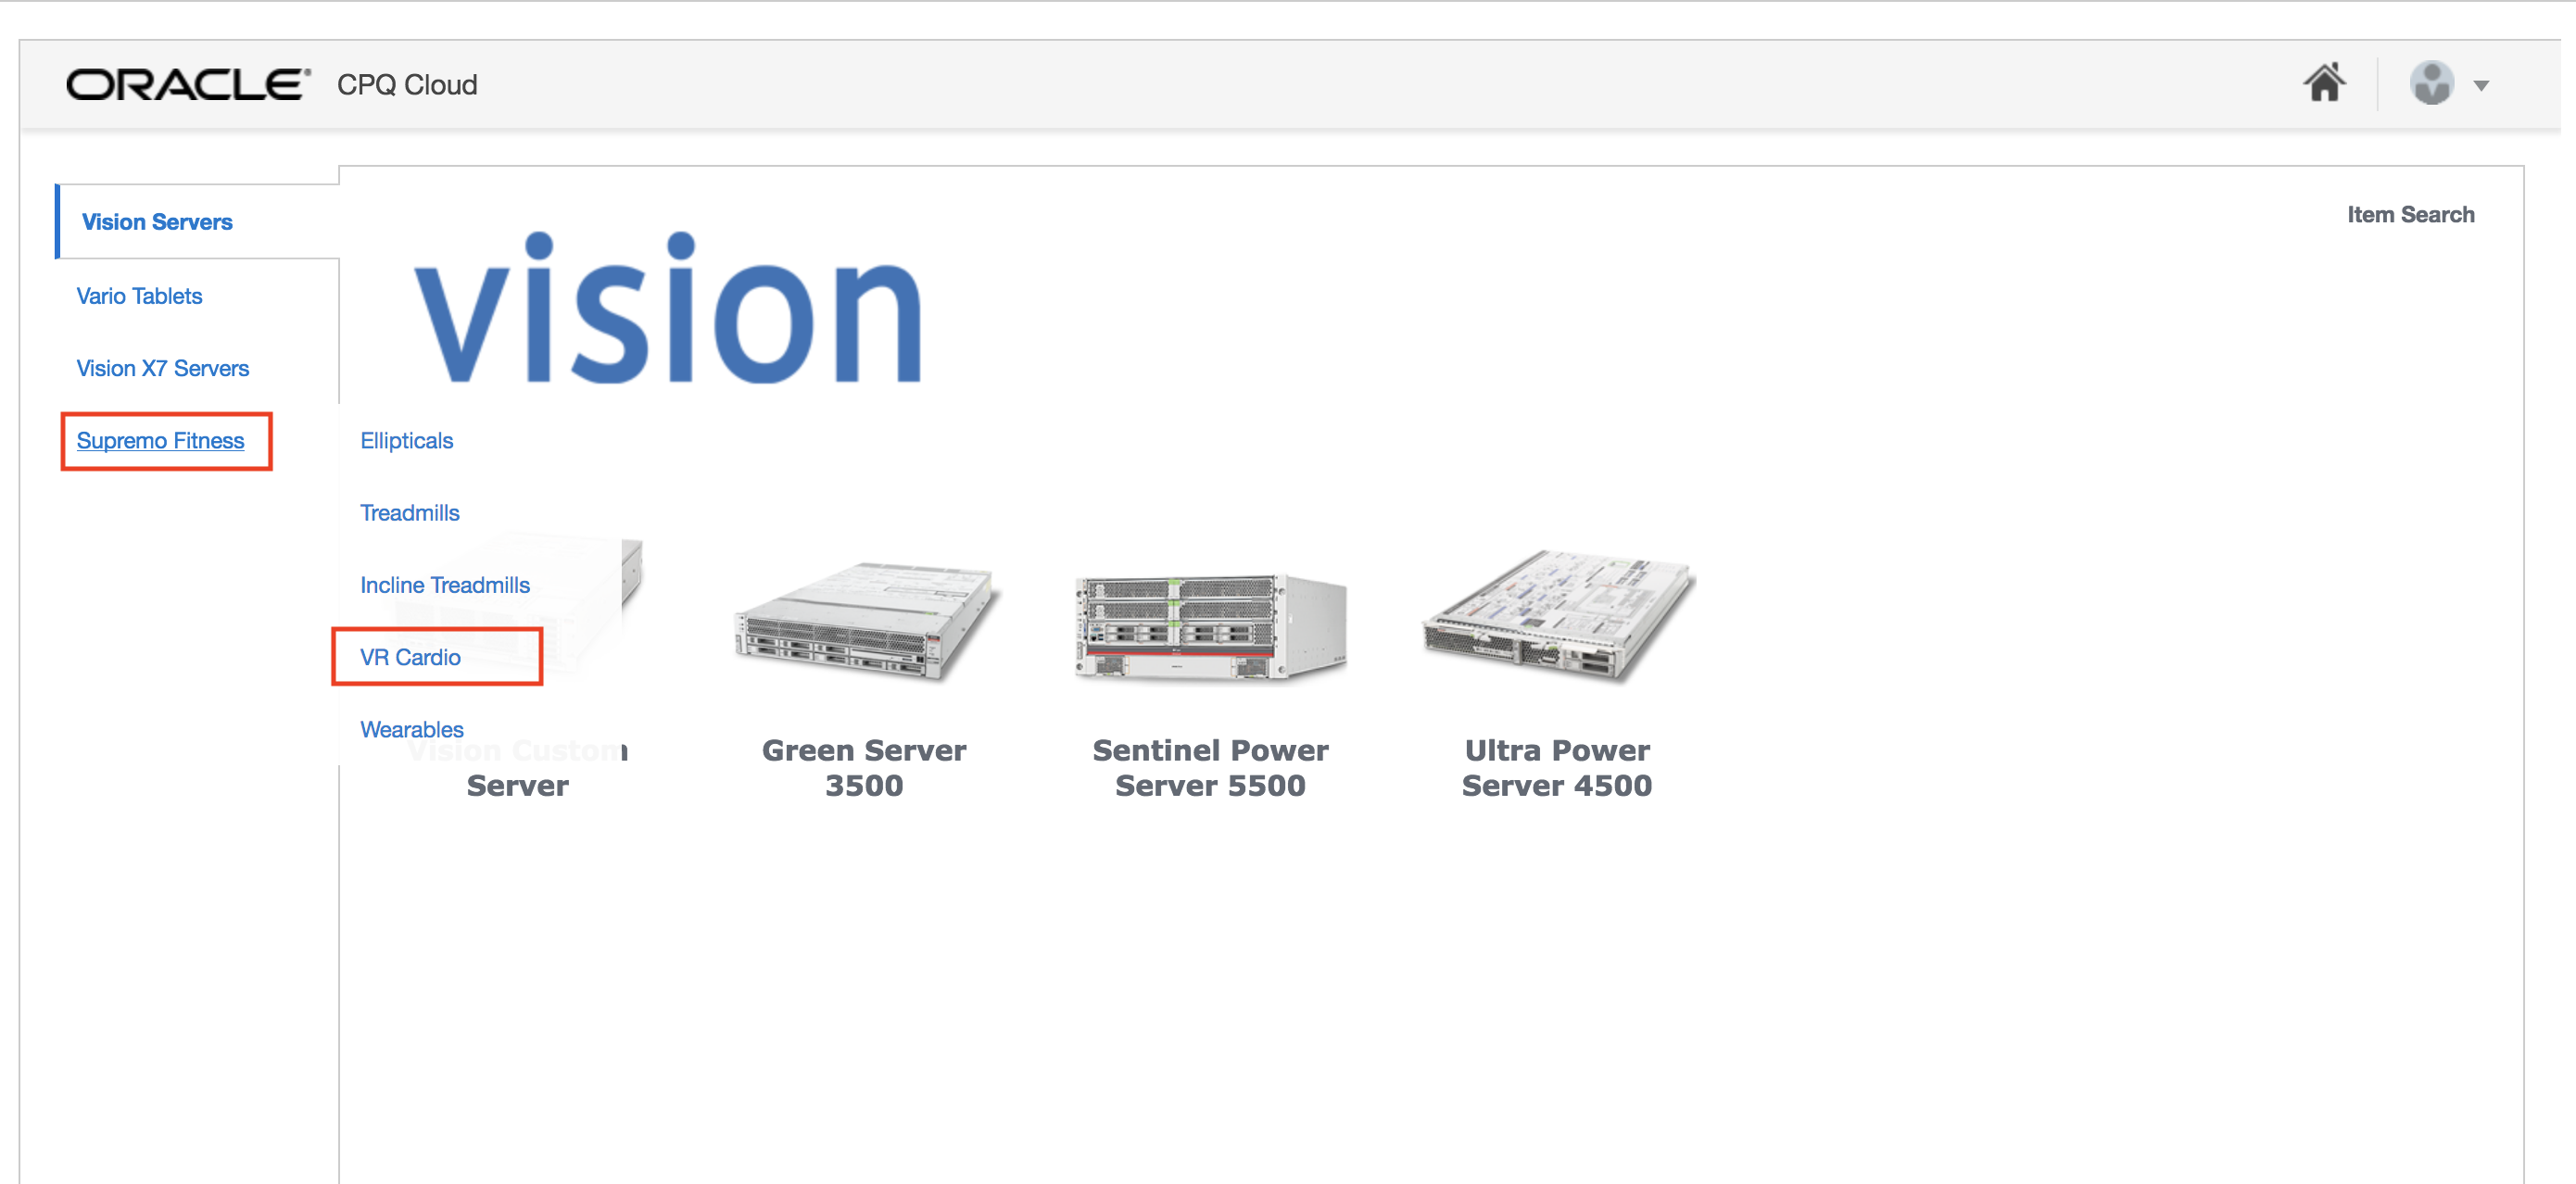 ORACLE® CPQ Cloud
Vision Servers
Vario Tablets
Vision X7 Servers
Supremo Fitness
Item Search
vision
Ellipticals
Treadmills
Incline Treadmills
VR Cardio
Wearables
Vision Custom
Server
Green Server
3500
Sentinel Power
Server 5500
Ultra Power
Server 4500